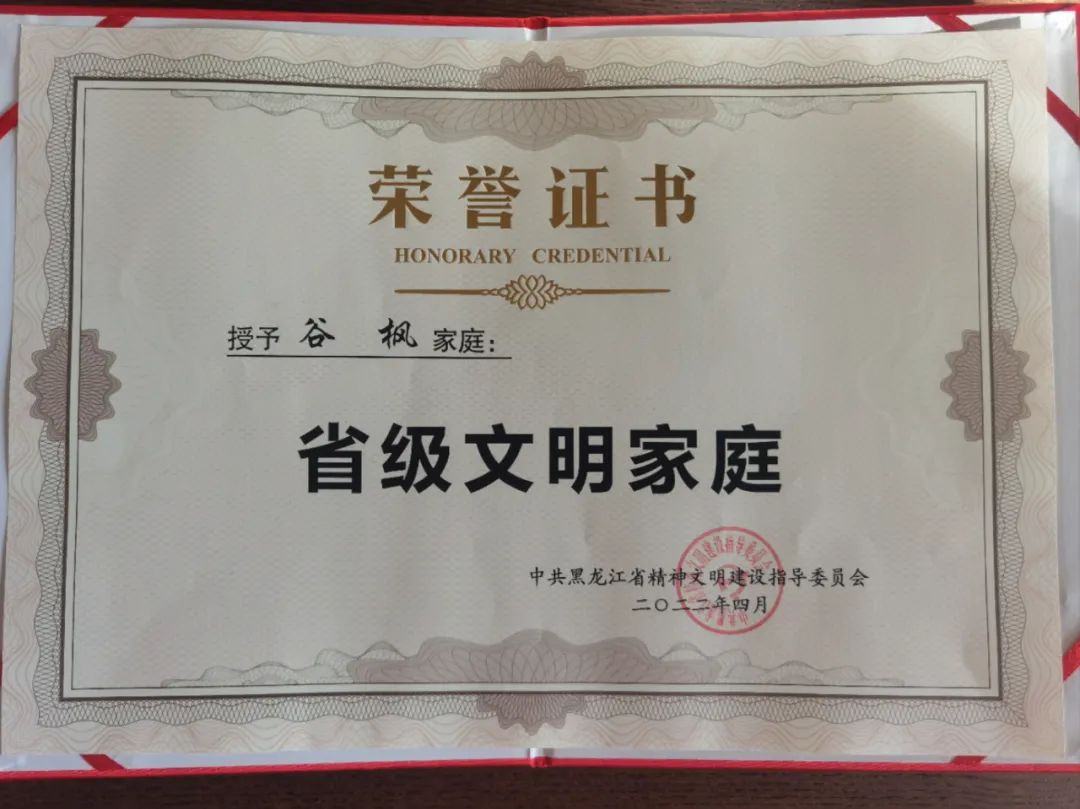 荣誉证书
HONORARY CREDENTIAL
授予 谷 枫 家庭：
省级文明家庭
中共黑龙江省精神文明建设指导委员会
二〇二二年四月